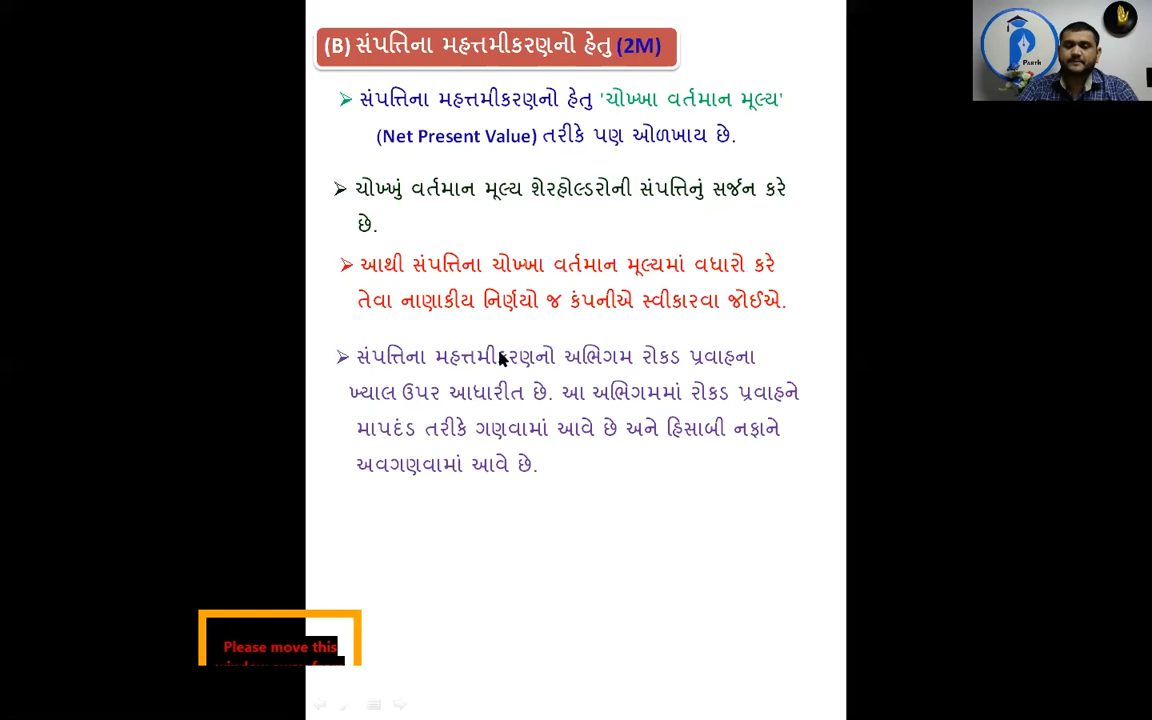 (B) સંપત્તિના મહત્તમીકરણનો હેતુ (2M)
➢ સંપત્તિના મહત્તમીકરણનો હેતુ 'ચોખ્ખા વર્તમાન મૂલ્ય'
(Net Present Value) તરીકે પણ ઓળખાય છે.
➢ ચોખ્ખું વર્તમાન મૂલ્ય શેરહોલ્ડરોની સંપત્તિનું સર્જન કરે
છે.
➢ આથી સંપત્તિના ચોખ્ખા વર્તમાન મૂલ્યમાં વધારો કરે
તેવા નાણાકીય નિર્ણયો જ કંપનીએ સ્વીકારવા જોઈએ.
➢ સંપત્તિના મહત્તમીકરણનો અભિગમ રોકડ પ્રવાહના
ખ્યાલ ઉપર આધારીત છે. આ અભિગમમાં રોકડ પ્રવાહને
માપદંડ તરીકે ગણવામાં આવે છે અને હિસાબી નફાને
અવગણવામાં આવે છે.
Parth
Please move this